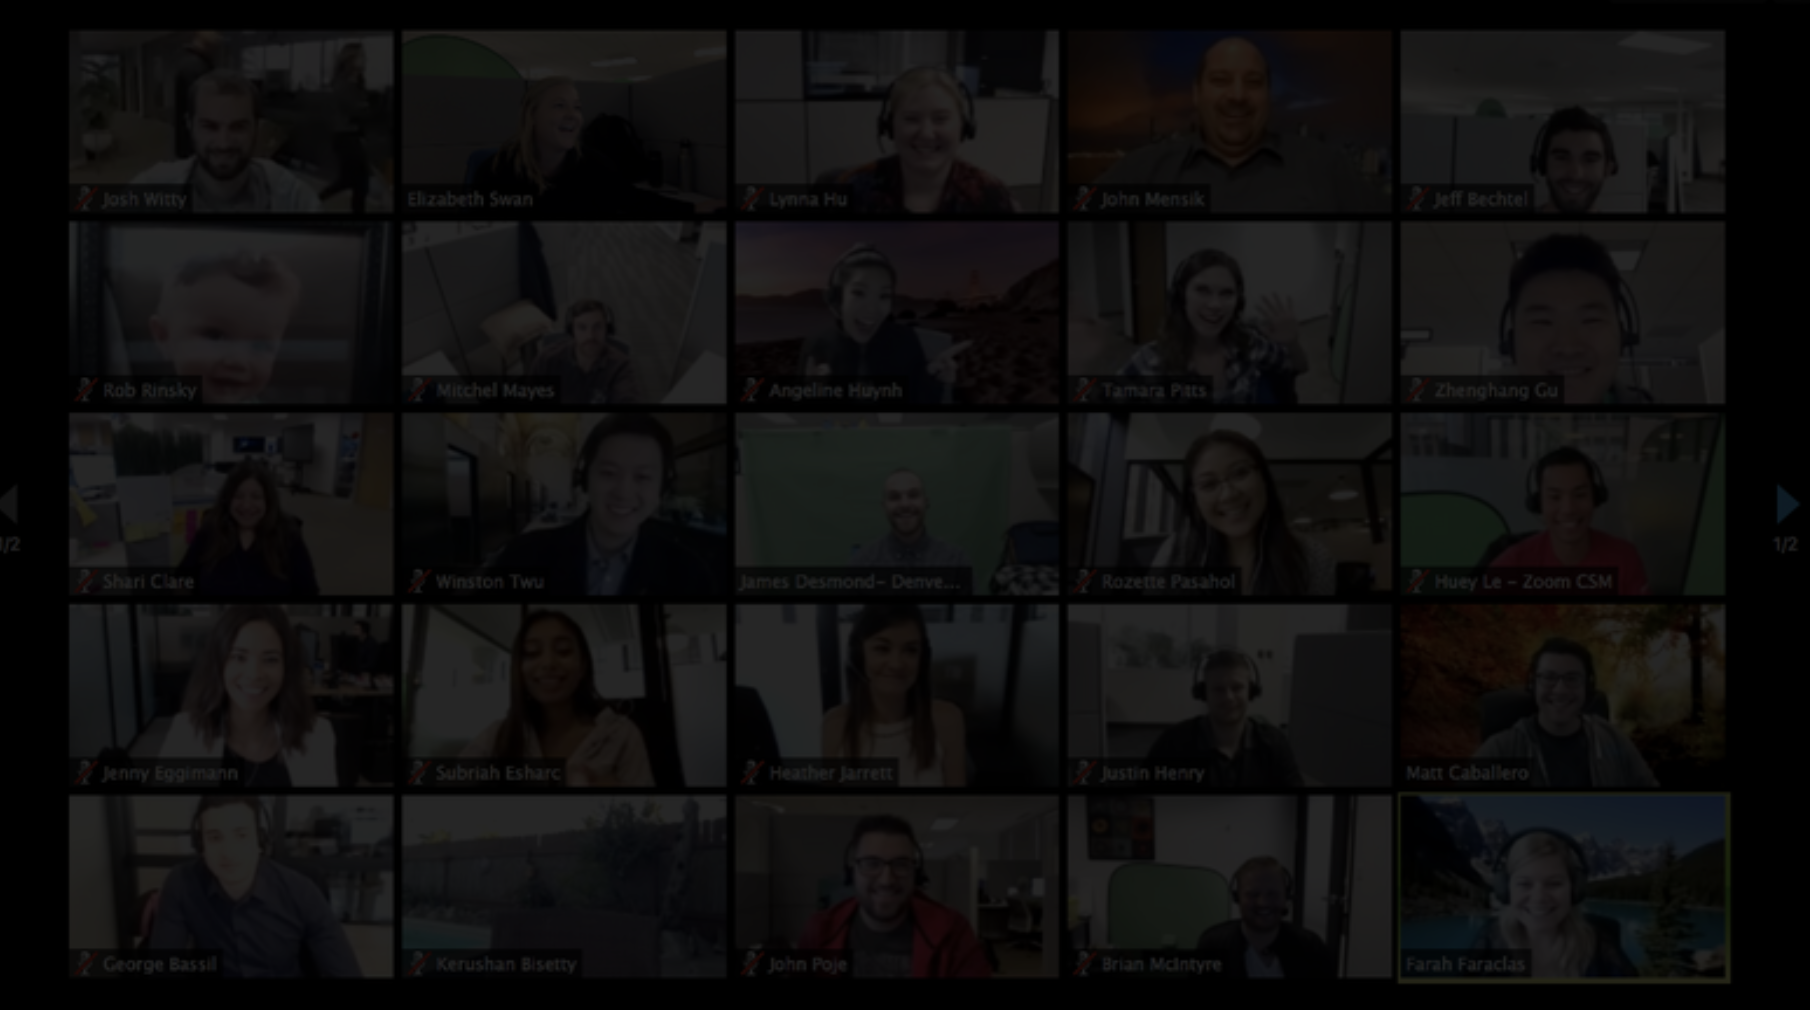 Josh Witty
Elizabeth Swan
Lynna Hu
John Mensik
Jeff Bechtel
Rob Rinsky
Mitchel Mayes
Angeline Huynh
Tamara Pitts
Zhenghang Gu
Shari Clare
Winston Twu
James Desmond- Denve...
Rozette Pasahol
Huey Le - Zoom CSM
1/2
1/2
Jenny Eggimann
Subriah Esharc
Heather Jarrett
Justin Henry
Matt Caballero
George Bassil
Kerushan Bisetty
John Poje
Brian McIntyre
Farah Faraclas